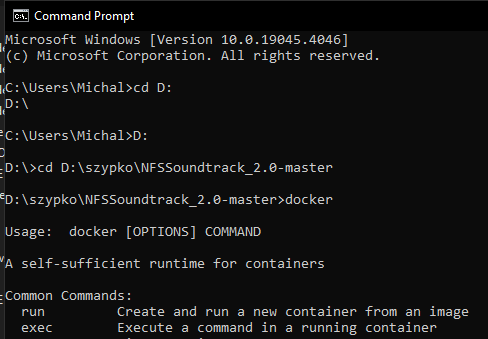 Command Prompt
Microsoft Windows [Version 10.0.19045.4046]
(c) Microsoft Corporation. All rights reserved.
C:\Users\Michal>cd D:
D:\
C:\Users\Michal>D:
D:\>cd D:\szypko\NFSSoundtrack_2.0-master
D:\szypko\NFSSoundtrack_2.0-master>docker
Usage:  docker [OPTIONS] COMMAND
A self-sufficient runtime for containers
Common Commands:
  run         Create and run a new container from an image
  exec        Execute a command in a running container